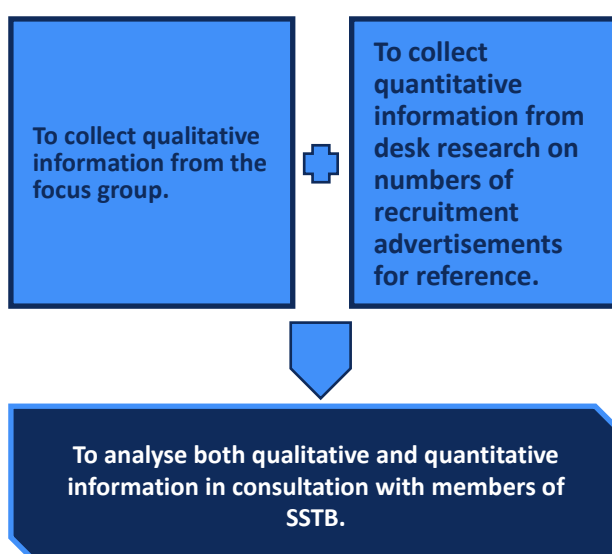 To collect qualitative
information from the
focus group.
To collect
quantitative
information from
desk research on
numbers of
recruitment
advertisements
for reference.
To analyse both qualitative and quantitative
information in consultation with members of
SSTB.